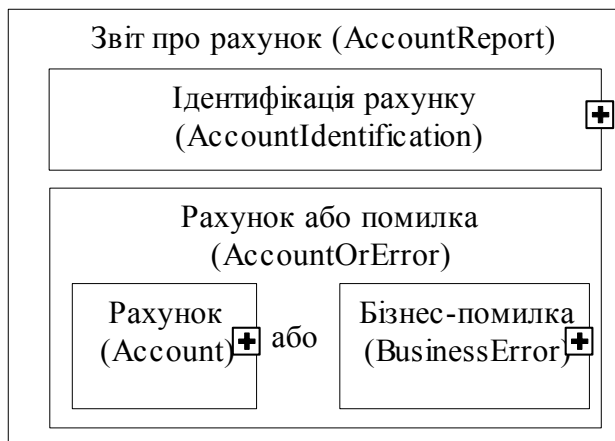 Звіт про рахунок (AccountReport)
Ідентифікація рахунку
(AccountIdentification)
Рахунок або помилка
(AccountOrError)
Рахунок
(Account)
або
Бізнес-помилка
(BusinessError)